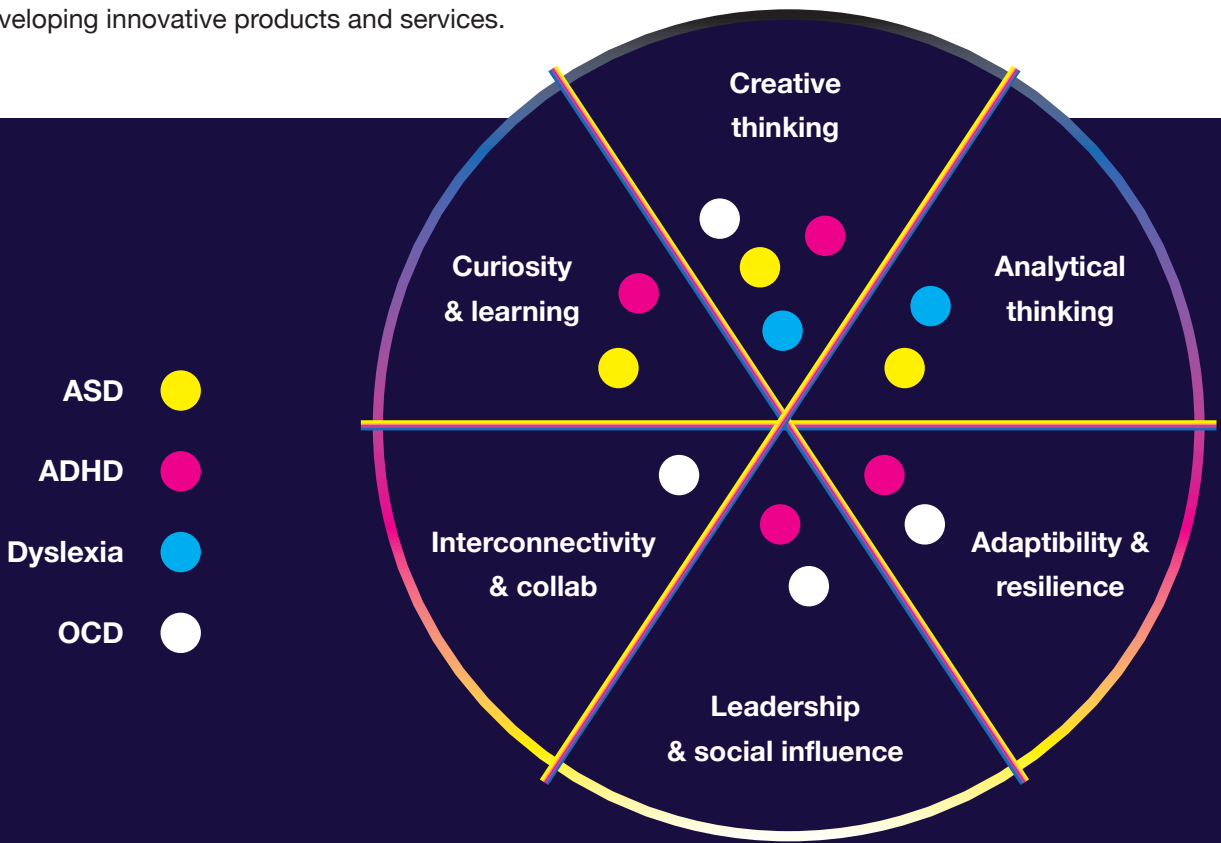 veloping innovative products and services.
Creative
thinking
Curiosity
& learning
Analytical
thinking
ASD
ADHD
Dyslexia
OCD
Interconnectivity
& collab
Adaptibility &
resilience
Leadership
& social influence